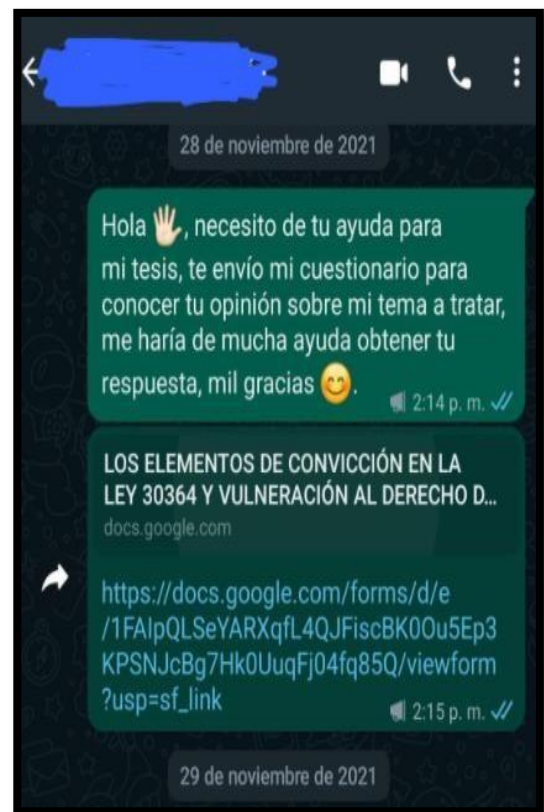 28 de noviembre de 2021
Hola 🖐🏻, necesito de tu ayuda para
mi tesis, te envío mi cuestionario para
conocer tu opinión sobre mi tema a tratar,
me haría de mucha ayuda obtener tu
respuesta, mil gracias 😊.
2:14 p. m.
LOS ELEMENTOS DE CONVICCIÓN EN LA
LEY 30364 Y VULNERACIÓN AL DERECHO D...
docs.google.com
https://docs.google.com/forms/d/e
/1FAIpQLSeYARXqfL4QJFiscBK0Ou5Ep3
KPSNJcBg7Hk0UuqFj04fq85Q/viewform
?usp=sf_link
2:15 p. m.
29 de noviembre de 2021